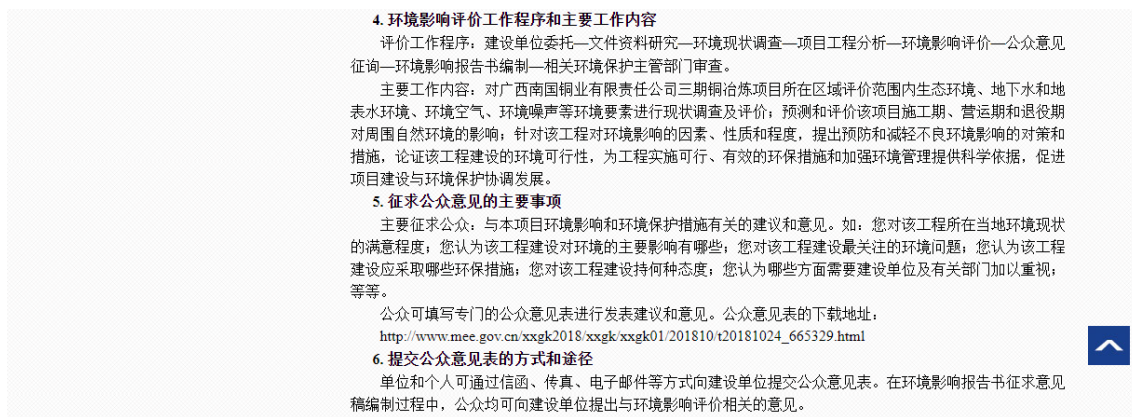 4. 环境影响评价工作程序和主要工作内容
评价工作程序：建设单位委托—文件资料研究—环境现状调查—项目工程分析—环境影响评价—公众意见
征询—环境影响报告书编制—相关环境保护主管部门审查。
主要工作内容：对广西南国铜业有限责任公司三期铜冶炼项目所在区域评价范围内生态环境、地下水和地
表水环境、环境空气、环境噪声等环境要素进行现状调查及评价；预测和评价该项目施工期、营运期和退役期
对周围自然环境的影响；针对该工程对环境影响的因素、性质和程度，提出预防和减轻不良环境影响的对策和
措施，论证该工程建设的环境可行性，为工程实施可行、有效的环保措施和加强环境管理提供科学依据，促进
项目建设与环境保护协调发展。
5. 征求公众意见的主要事项
主要征求公众：与本项目环境影响和环境保护措施有关的建议和意见。如：您对该工程所在当地环境现状
的满意程度；您认为该工程建设对环境的主要影响有哪些；您对该工程建设最关注的环境问题；您认为该工程
建设应采取哪些环保措施；您对该工程建设持何种态度；您认为哪些方面需要建设单位及有关部门加以重视；
等等。
公众可填写专门的公众意见表进行发表建议和意见。公众意见表的下载地址：
http://www.mee.gov.cn/xxgk2018/xxgk/xxgk01/201810/t20181024_665329.html
6. 提交公众意见表的方式和途径
单位和个人可通过信函、传真、电子邮件等方式向建设单位提交公众意见表。在环境影响报告书征求意见
稿编制过程中，公众均可向建设单位提出与环境影响评价相关的意见。